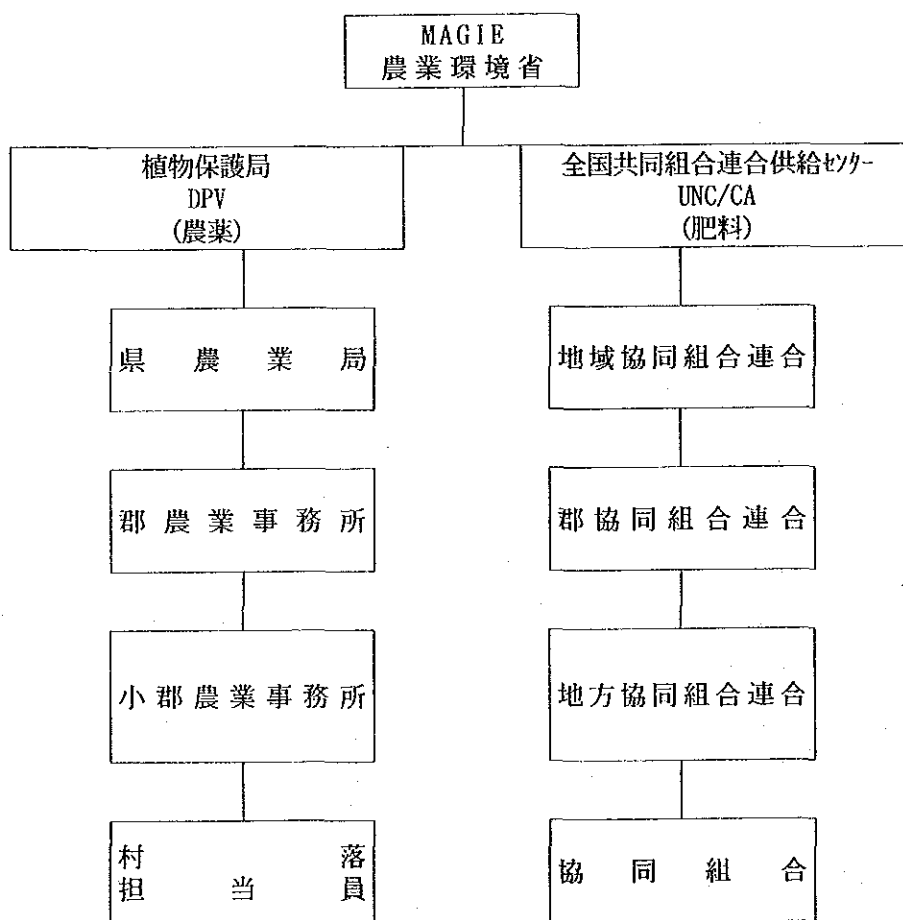 MAGIE
農業環境省
植物保護局
DPV
(農薬)
全国共同組合連合供給ｾﾝﾀｰ
UNC/CA
(肥料)
県農業局
地域協同組合連合
郡農業事務所
郡協同組合連合
小郡農業事務所
地方協同組合連合
村落
担当員
協同組合